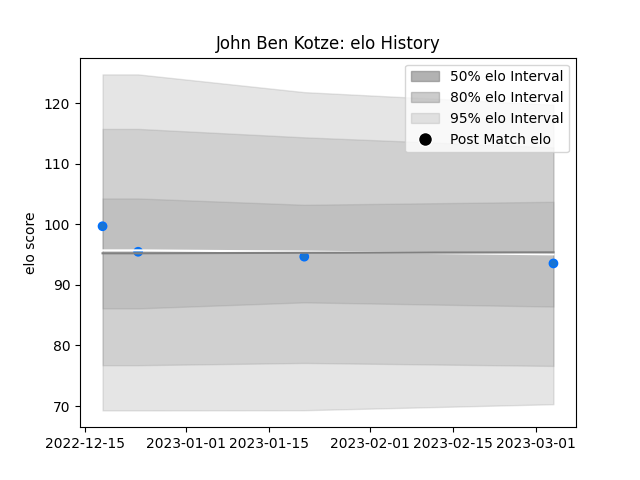 John Ben Kotze: elo History
50% elo Interval
80% elo Interval
95% elo Interval
Post Match elo
elo score
120
110
100
90
80
70
2022-12-15
2023-01-01
2023-01-15
2023-02-01
2023-02-15
2023-03-01